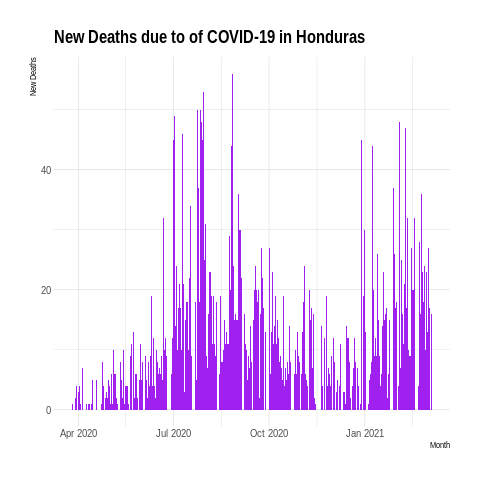 New Deaths due to of COVID-19 in Honduras
New Deaths
40
20
0
Apr 2020 Jul 2020 Oct 2020 Jan 2021
Month